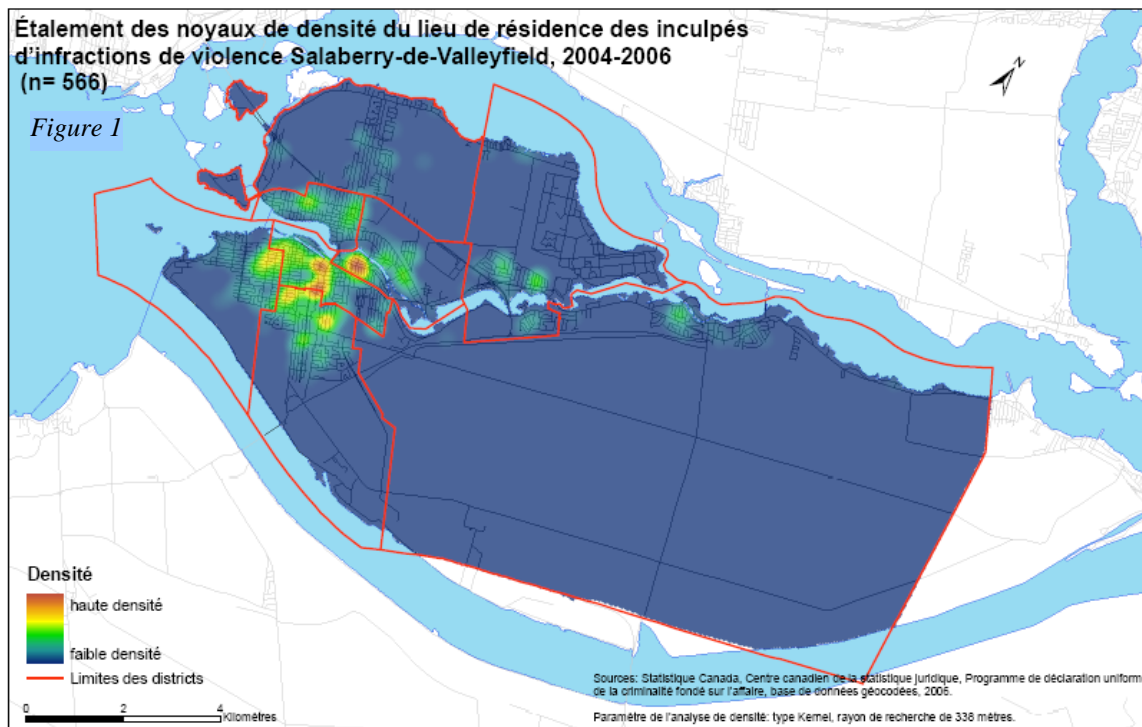 Étalement des noyaux de densité du lieu de résidence des inculpés
d'infractions de violence Salaberry-de-Valleyfield, 2004-2006
(n= 566)
Figure 1
N
Densité
haute densité
faible densité
Limites des districts
0 2 4
Kilomètres
Sources: Statistique Canada, Centre canadien de la statistique juridique, Programme de déclaration uniform
de la criminalité fondé sur l'affaire, base de données géocodées, 2006.
Paramètre de l'analyse de densité: type Kernel, rayon de recherche de 338 mètres.